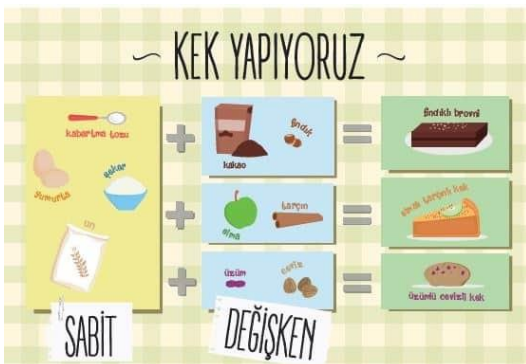 KEK YAPIYORUZ
kabartma tozu
yumurta
şeker
un
SABİT
kakao
fındık
elma
tarçın
üzüm
ceviz
DEĞİŞKEN
fındıklı browni
elmalı tarçınlı kek
üzümlü cevizli kek